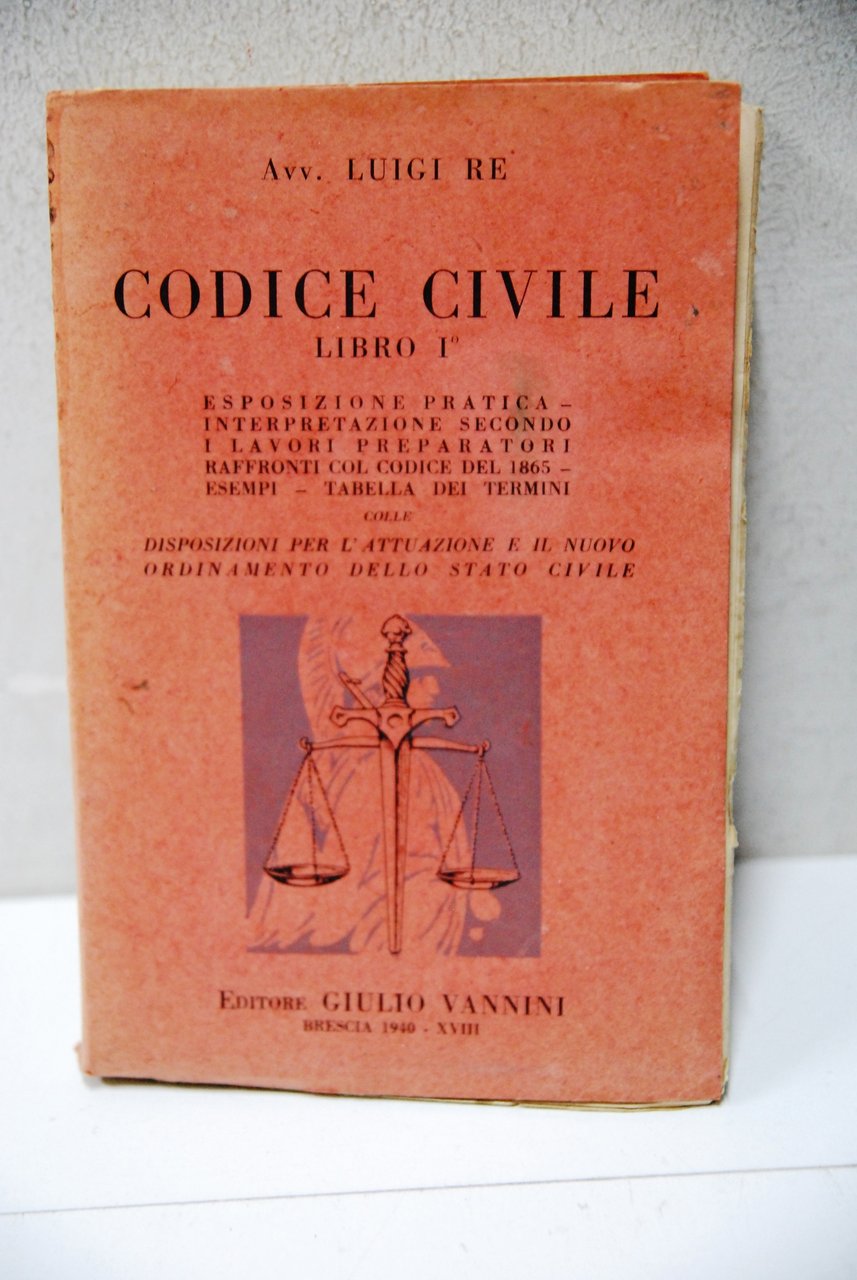 Avv. LUIGI RE
CODICE CIVILE
LIBRO Iº
ESPOSIZIONE PRATICA –
INTERPRETAZIONE SECONDO
I LAVORI PREPARATORI
RAFFRONTI COL CODICE DEL 1865 –
ESEMPI – TABELLA DEI TERMINI
COLLE
DISPOSIZIONI PER L'ATTUAZIONE E IL NUOVO
ORDINAMENTO DELLO STATO CIVILE
EDITORE GIULIO VANNINI
BRESCIA 1940 - XVIII